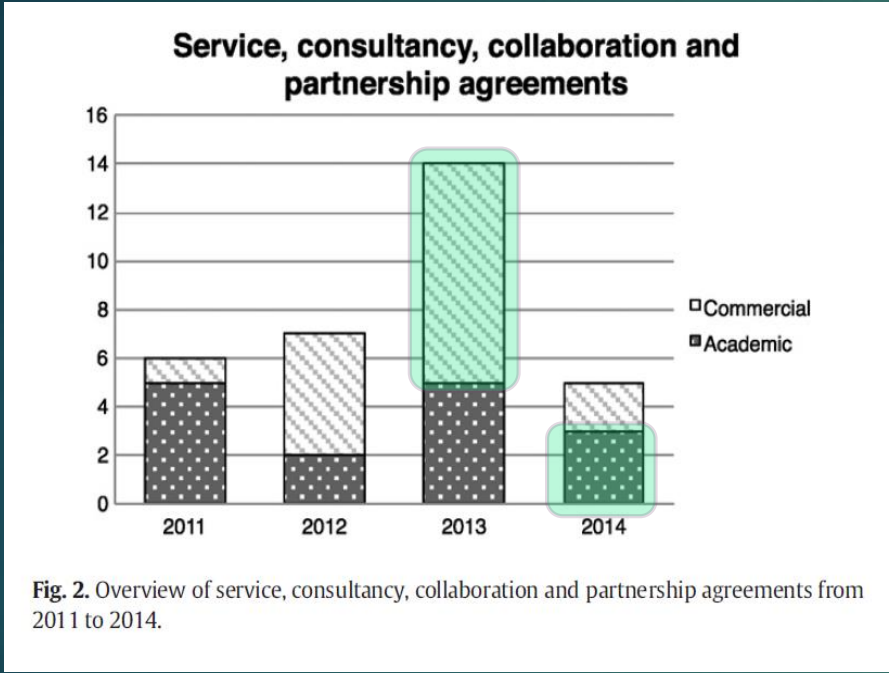 Service, consultancy, collaboration and
partnership agreements
16
14
12
10
8
6
4
2
0
2011 2012 2013 2014
Commercial
Academic
Fig. 2. Overview of service, consultancy, collaboration and partnership agreements from
2011 to 2014.